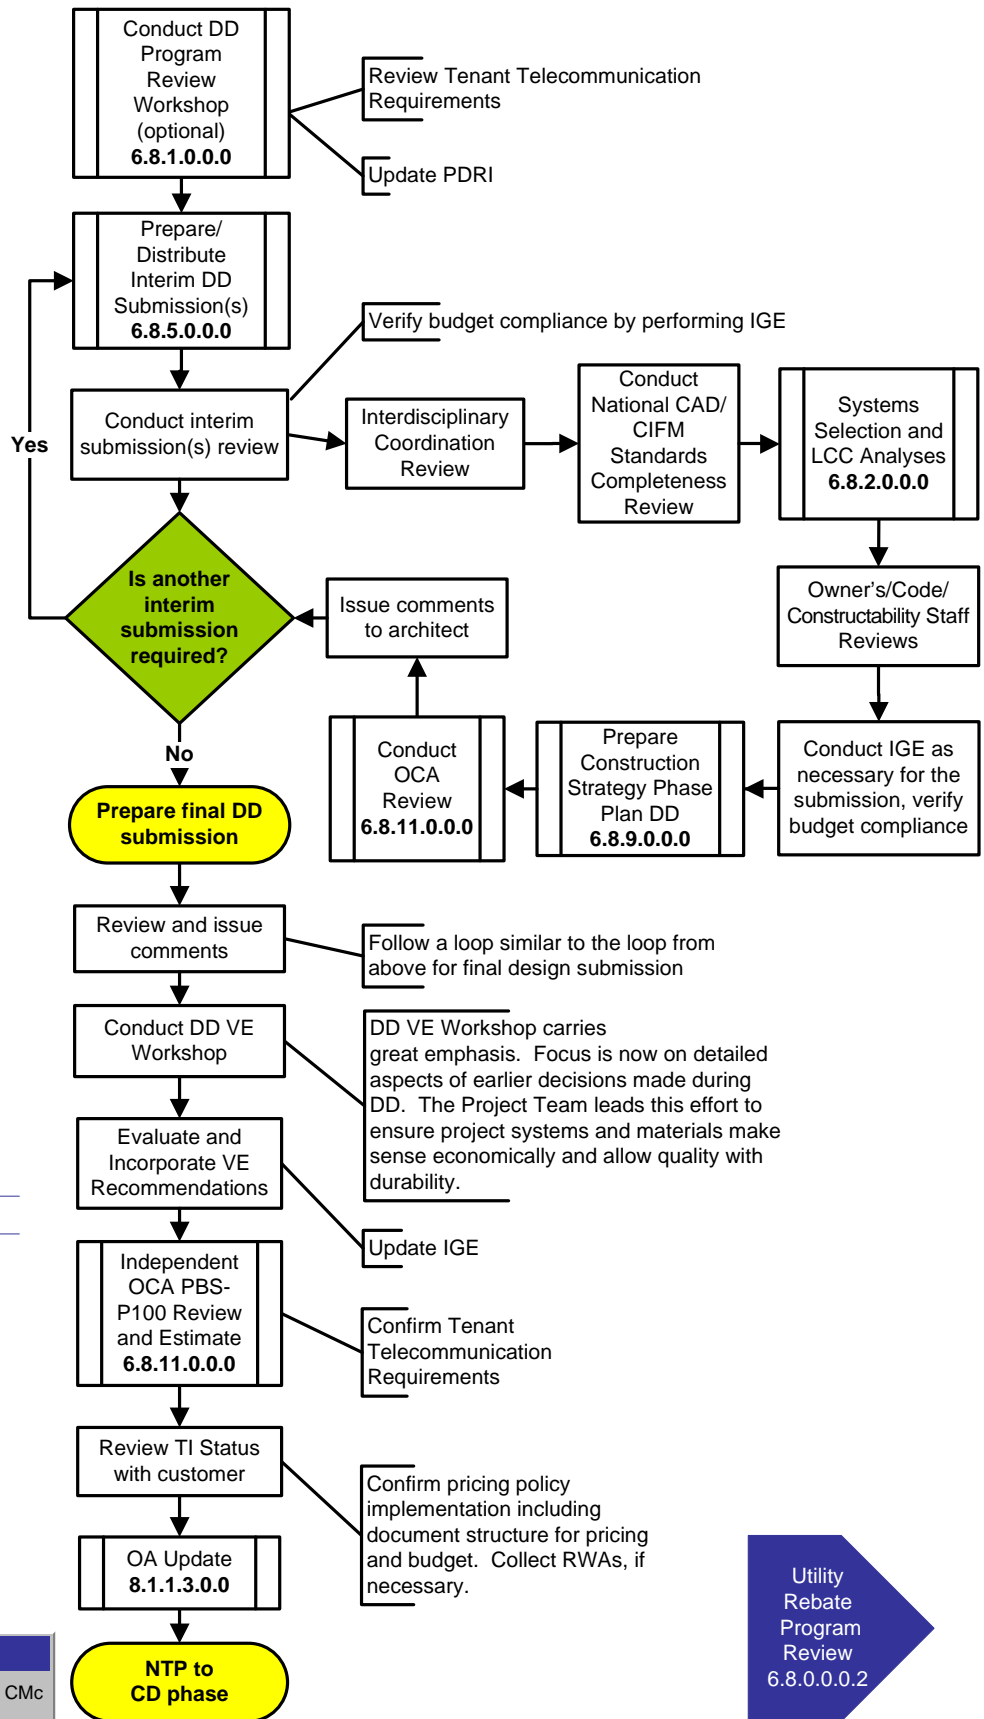 Conduct DD
Program
Review
Workshop
(optional)
6.8.1.0.0.0
Review Tenant Telecommunication
Requirements
Update PDRI
Prepare/
Distribute
Interim DD
Submission(s)
6.8.5.0.0.0
Verify budget compliance by performing IGE
Conduct interim
submission(s) review
Interdisciplinary
Coordination
Review
Conduct
National CAD/
CIFM
Standards
Completeness
Review
Systems
Selection and
LCC Analyses
6.8.2.0.0.0
Yes
Is another
interim
submission
required?
Issue comments
to architect
Owner's/Code/
Constructability Staff
Reviews
Conduct
OCA
Review
6.8.11.0.0.0
Prepare
Construction
Strategy Phase
Plan DD
6.8.9.0.0.0
Conduct IGE as
necessary for the
submission, verify
budget compliance
No
Prepare final DD
submission
Review and issue
comments
Follow a loop similar to the loop from
above for final design submission
Conduct DD VE
Workshop
DD VE Workshop carries
great emphasis.  Focus is now on detailed
aspects of earlier decisions made during
DD.  The Project Team leads this effort to
ensure project systems and materials make
sense economically and allow quality with
durability.
Evaluate and
Incorporate VE
Recommendations
Update IGE
Independent
OCA PBS-
P100 Review
and Estimate
6.8.11.0.0.0
Confirm Tenant
Telecommunication
Requirements
Review TI Status
with customer
Confirm pricing policy
implementation including
document structure for pricing
and budget.  Collect RWAs, if
necessary.
OA Update
8.1.1.3.0.0
NTP to
CD phase
CMc
Utility
Rebate
Program
Review
6.8.0.0.0.2